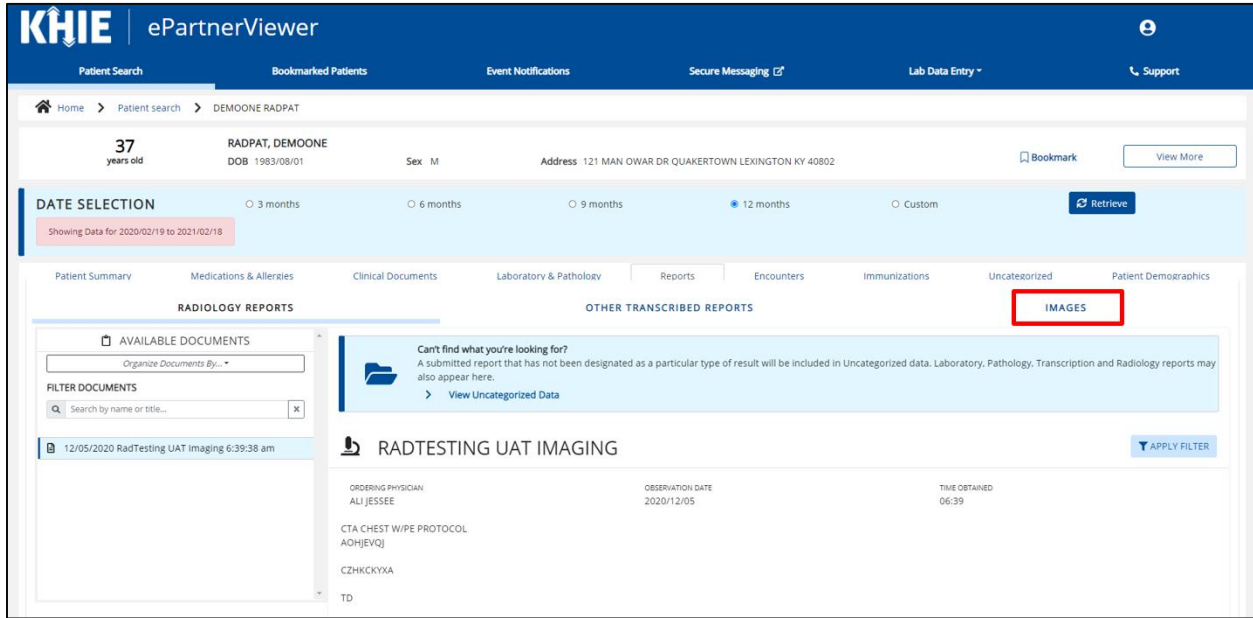 KHIE ePartnerViewer
Patient Search Bookmarked Patients Event Notifications Secure Messaging Lab Data Entry Support
Home > Patient search > DEMOONE RADPAT
37 RADPAT, DEMOONE
years old DOB 1983/08/01 Sex M Address 121 MAN OWAR DR QUAKERTOWN LEXINGTON KY 40802 Bookmark View More
DATE SELECTION 3 months 6 months 9 months 12 months Custom Retrieve
Showing Data for 2020/02/19 to 2021/02/18
Patient Summary Medications & Allergies Clinical Documents Laboratory & Pathology Reports Encounters Immunizations Uncategorized Patient Demographics
RADIOLOGY REPORTS OTHER TRANSCRIBED REPORTS IMAGES
AVAILABLE DOCUMENTS
Organize Documents By...
FILTER DOCUMENTS
Search by name or title... x
12/05/2020 RadTesting UAT Imaging 6:39:38 am
Can't find what you're looking for?
A submitted report that has not been designated as a particular type of result will be included in Uncategorized data. Laboratory, Pathology, Transcription and Radiology reports may
also appear here.
> View Uncategorized Data
RADTESTING UAT IMAGING APPLY FILTER
ORDERING PHYSICIAN OBSERVATION DATE TIME OBTAINED
ALI JESSEE 2020/12/05 06:39
CTA CHEST W/PE PROTOCOL
AOHJEVQJ
CZHKCKYXA
TD